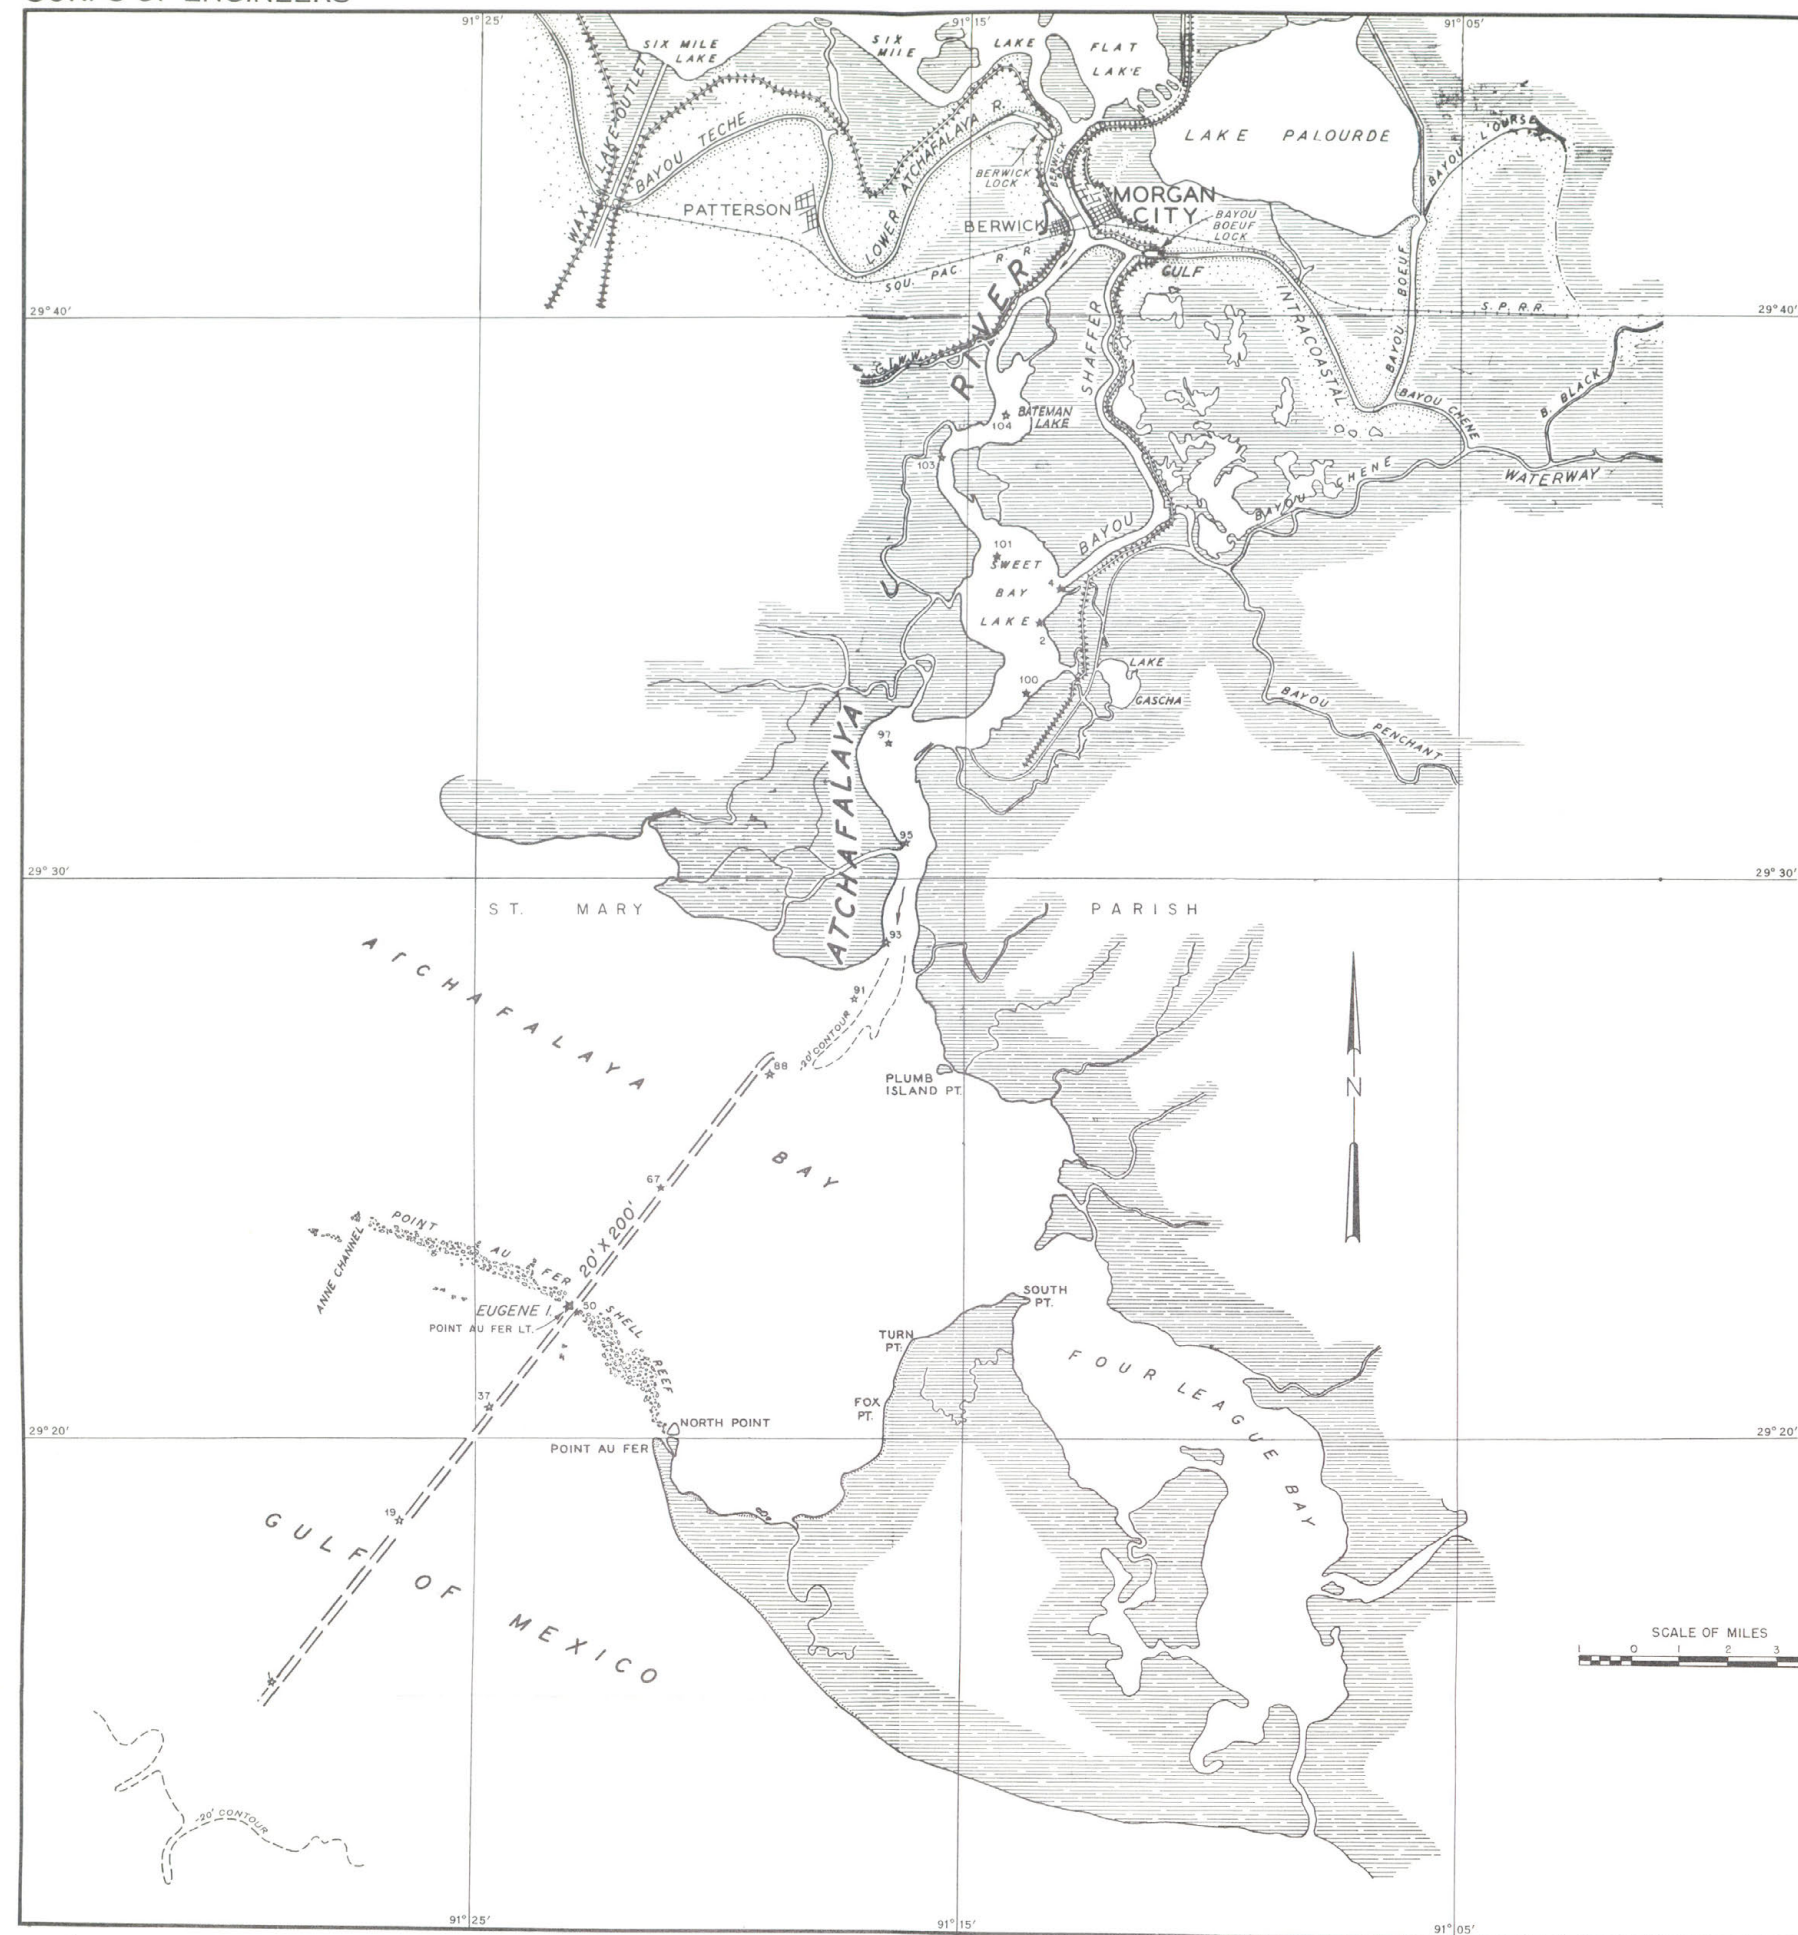 CORPS OF ENGINEERS
91° 25'
91° 15'
91° 05'
SIX MILE
LAKE
SIX
MILE
LAKE
FLAT
LAKE
WAX LAKE OUTLET
BAYOU TECHE
LOWER ATCHAFALAYA R.
BERWICK
LOCK
LAKE PALOURDE
BAYOU L'OURSE
PATTERSON
BERWICK
MORGAN
CITY
BAYOU
BOEUF
LOCK
SOU. PAC. R. R.
GULF
INTRACOASTAL
BAYOU BOEUF
BAYOU BOEUF
S. P. R.R.
29° 40'
29° 40'
G.I.W.W.
RIVER
SHAFFER
BATEMAN
LAKE
104
103
BAYOU CHENE
B. BLACK
WATERWAY
BAYOU CHENE
BAYOU
101
SWEET
BAY
LAKE
4
2
100
LAKE
GASCHA
BAYOU
PENCHANT
97
ATCHAFALAYA
95
29° 30'
29° 30'
ST. MARY
PARISH
93
91
20' CONTOUR
ATCHAFALAYA
BAY
88
PLUMB
ISLAND PT.
N
67
20' X 200'
POINT
AU
FER
SHELL
REEF
ANNE CHANNEL
EUGENE I.
50
POINT AU FER LT.
SOUTH
PT.
TURN
PT.
FOX
PT.
FOUR LEAGUE BAY
37
NORTH POINT
POINT AU FER
29° 20'
29° 20'
19
GULF
OF
MEXICO
SCALE OF MILES
1 0 1 2 3
20' CONTOUR
91° 25'
91° 15'
91° 05'